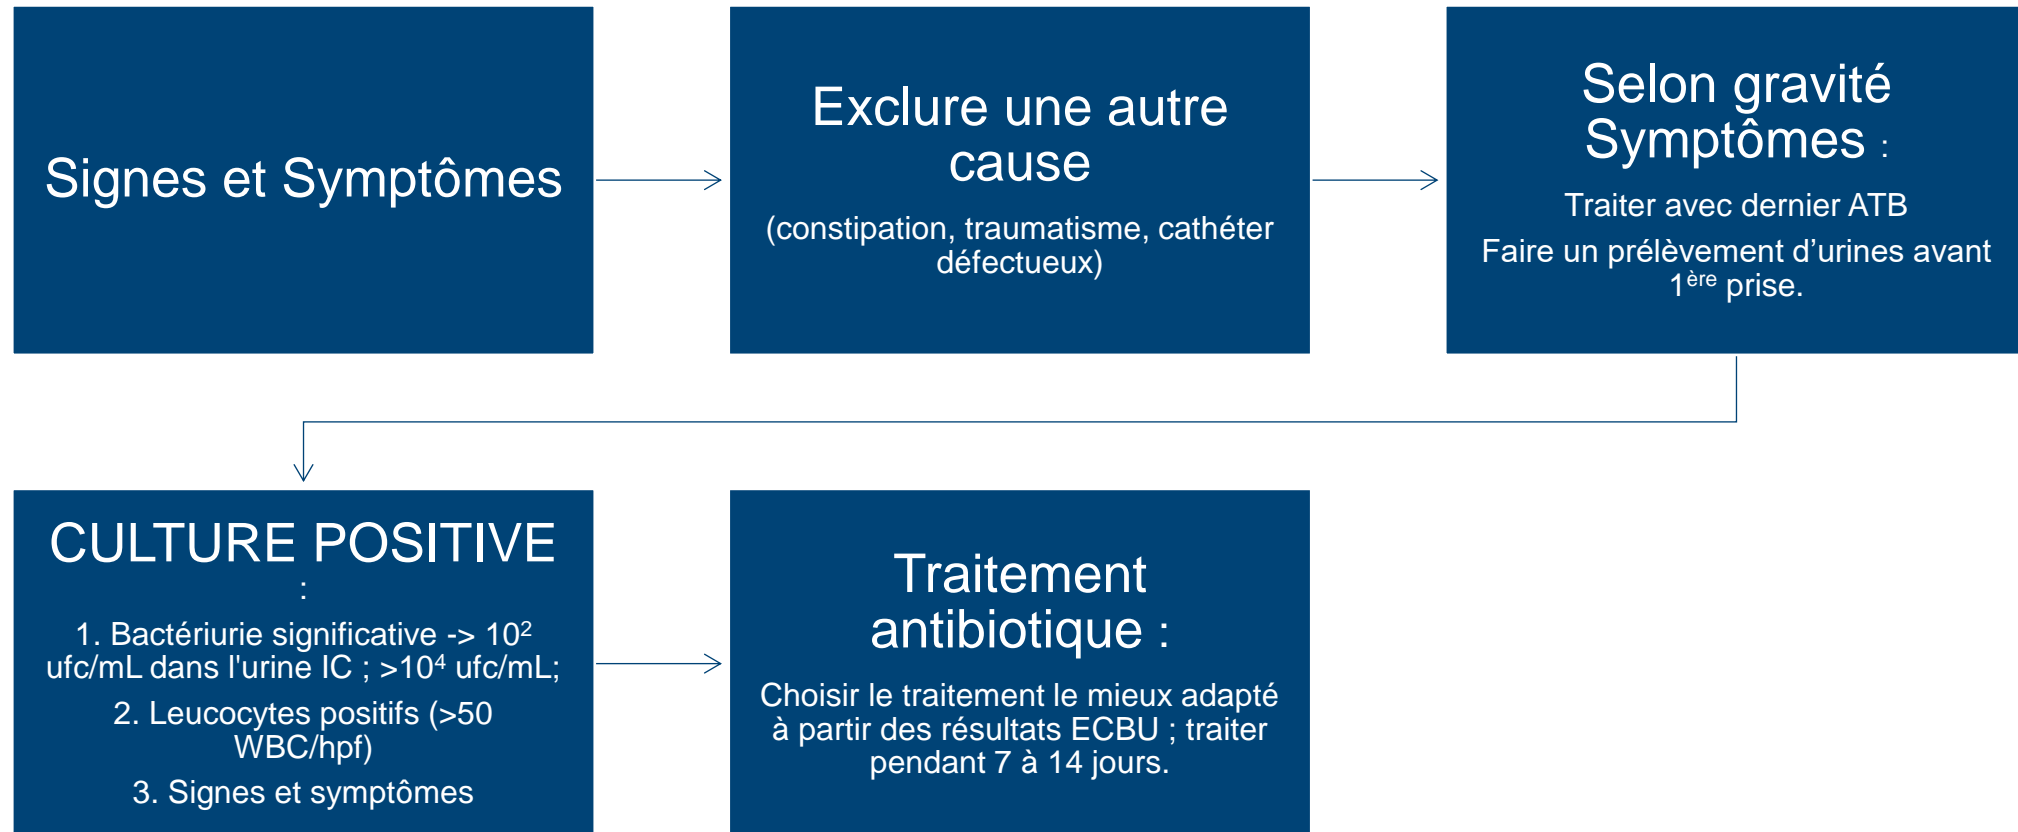 Signes et Symptômes
Exclure une autre
cause
(constipation, traumatisme, cathéter
défectueux)
Selon gravité
Symptômes :
Traiter avec dernier ATB
Faire un prélèvement d’urines avant
1ère prise.
CULTURE POSITIVE
:
1. Bactériurie significative -> 10²
ufc/mL dans l'urine IC ; >10⁴ ufc/mL;
2. Leucocytes positifs (>50
WBC/hpf)
3. Signes et symptômes
Traitement
antibiotique :
Choisir le traitement le mieux adapté
à partir des résultats ECBU ; traiter
pendant 7 à 14 jours.